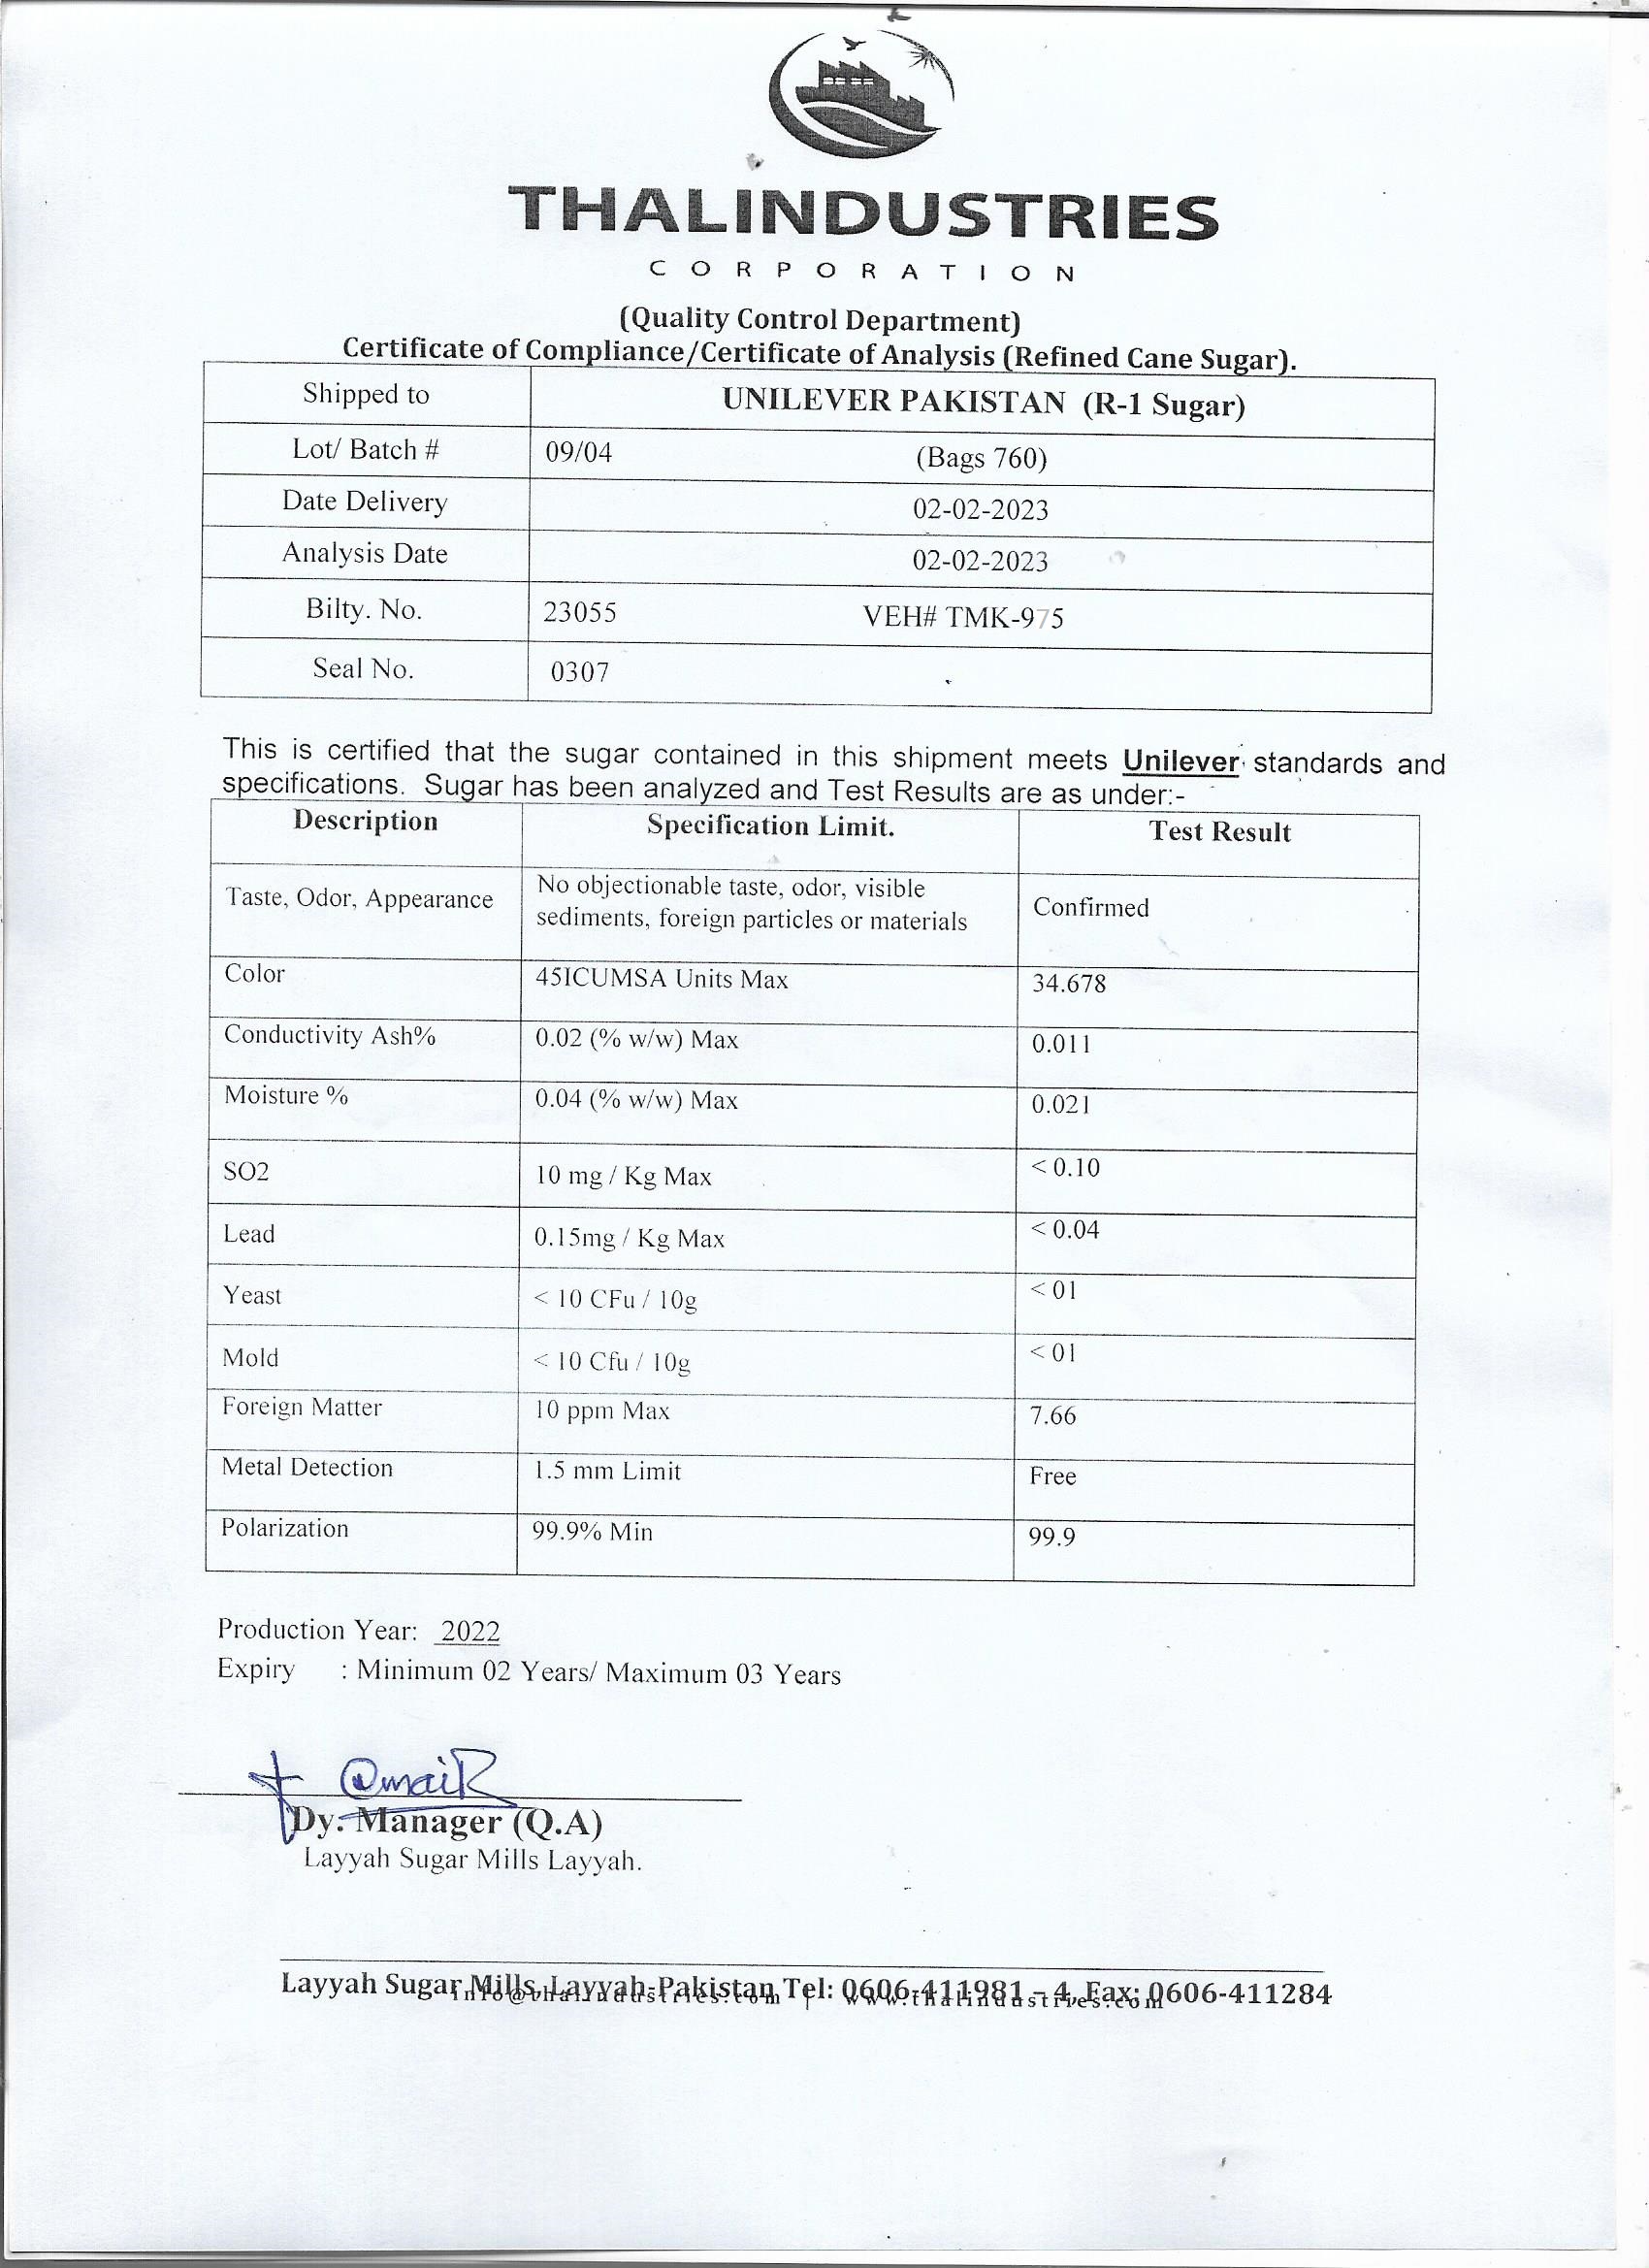 THALINDUSTRIES
CORPORATION
(Quality Control Department)
Certificate of Compliance/Certificate of Analysis (Refined Cane Sugar).
Shipped to UNILEVER PAKISTAN (R-1 Sugar)
Lot/ Batch # 09/04 (Bags 760)
Date Delivery 02-02-2023
Analysis Date 02-02-2023
Bilty. No. 23055 VEH# TMK-975
Seal No. 0307
This is certified that the sugar contained in this shipment meets Unilever standards and
specifications. Sugar has been analyzed and Test Results are as under:-
Description Specification Limit. Test Result
Taste, Odor, Appearance No objectionable taste, odor, visible
sediments, foreign particles or materials Confirmed
Color 45ICUMSA Units Max 34.678
Conductivity Ash% 0.02 (% w/w) Max 0.011
Moisture % 0.04 (% w/w) Max 0.021
SO2 10 mg / Kg Max < 0.10
Lead 0.15mg / Kg Max < 0.04
Yeast < 10 CFu / 10g < 01
Mold < 10 Cfu / 10g < 01
Foreign Matter 10 ppm Max 7.66
Metal Detection 1.5 mm Limit Free
Polarization 99.9% Min 99.9
Production Year: 2022
Expiry : Minimum 02 Years/ Maximum 03 Years
Dy. Manager (Q.A)
Layyah Sugar Mills Layyah.
Layyah Sugar Mills, Layyah-Pakistan Tel: 0606-411981 – 4, Fax: 0606-411284
info@thalindustries.com | www.thalindustries.com